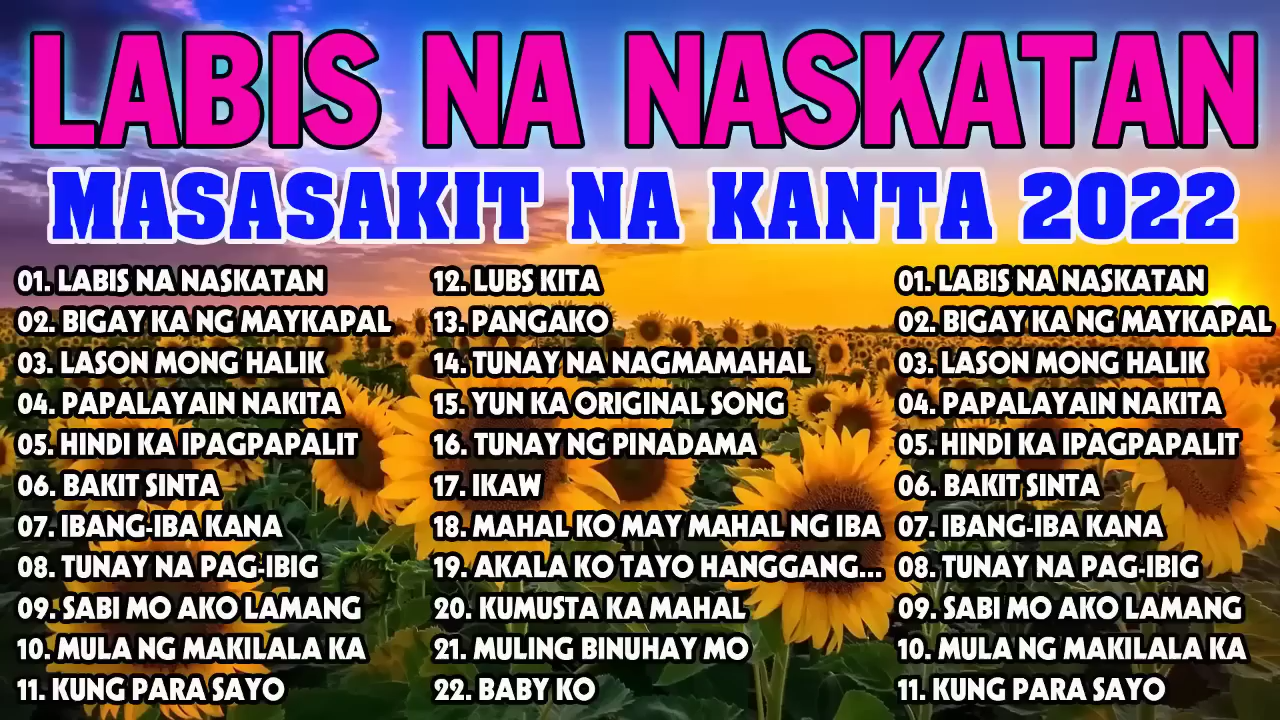 LABIS NA NASKATAN
MASASAKIT NA KANTA 2022
01. LABIS NA NASKATAN
02. BIGAY KA NG MAYKAPAL
03. LASON MONG HALIK
04. PAPALAYAIN NAKITA
05. HINDI KA IPAGPAPALIT
06. BAKIT SINTA
07. IBANG-IBA KANA
08. TUNAY NA PAG-IBIG
09. SABI MO AKO LAMANG
10. MULA NG MAKILALA KA
11. KUNG PARA SAYO
12. LUBS KITA
13. PANGAKO
14. TUNAY NA NAGMAMAHAL
15. YUN KA ORIGINAL SONG
16. TUNAY NG PINADAMA
17. IKAW
18. MAHAL KO MAY MAHAL NG IBA
19. AKALA KO TAYO HANGGANG...
20. KUMUSTA KA MAHAL
21. MULING BINUHAY MO
22. BABY KO
01. LABIS NA NASKATAN
02. BIGAY KA NG MAYKAPAL
03. LASON MONG HALIK
04. PAPALAYAIN NAKITA
05. HINDI KA IPAGPAPALIT
06. BAKIT SINTA
07. IBANG-IBA KANA
08. TUNAY NA PAG-IBIG
09. SABI MO AKO LAMANG
10. MULA NG MAKILALA KA
11. KUNG PARA SAYO